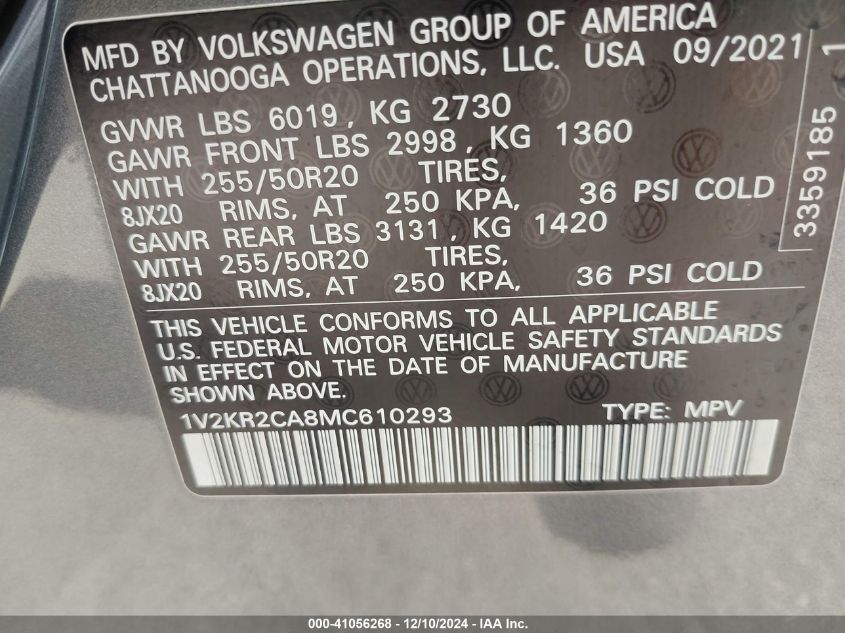 MFD BY VOLKSWAGEN GROUP OF AMERICA
CHATTANOOGA OPERATIONS, LLC. USA 09/2021
GVWR LBS 6019, KG 2730
GAWR FRONT LBS 2998, KG 1360
WITH 255/50R20 TIRES,
8JX20 RIMS, AT 250 KPA, 36 PSI COLD
GAWR REAR LBS 3131, KG 1420
WITH 255/50R20 TIRES,
8JX20 RIMS, AT 250 KPA, 36 PSI COLD
THIS VEHICLE CONFORMS TO ALL APPLICABLE
U.S. FEDERAL MOTOR VEHICLE SAFETY STANDARDS
IN EFFECT ON THE DATE OF MANUFACTURE
SHOWN ABOVE.
1V2KR2CA8MC610293 TYPE: MPV
3359185 1
000-41056268 - 12/10/2024 - IAA Inc.